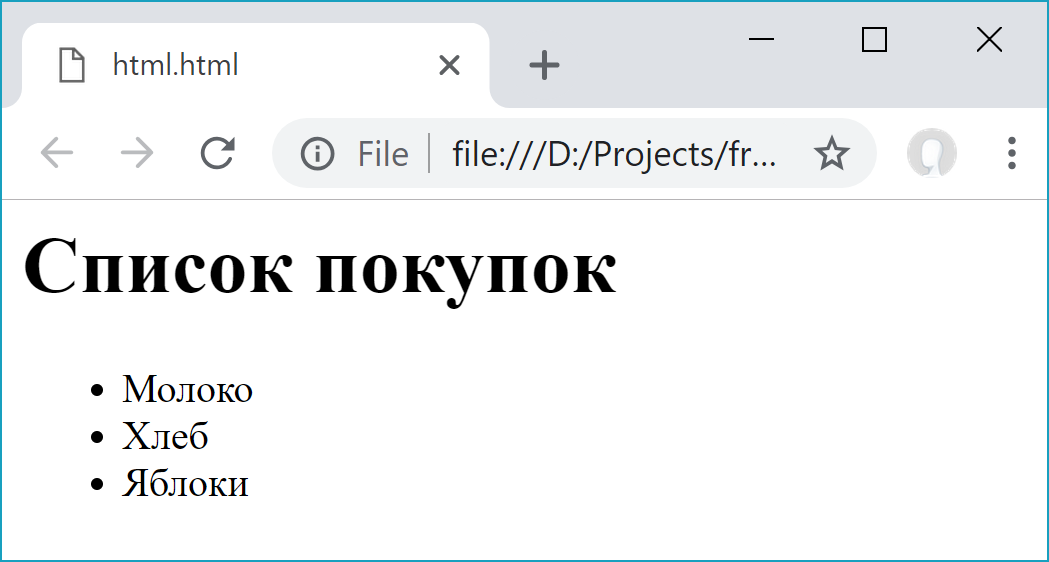 html.html
File file:///D:/Projects/fr...
Список покупок
Молоко
Хлеб
Яблоки